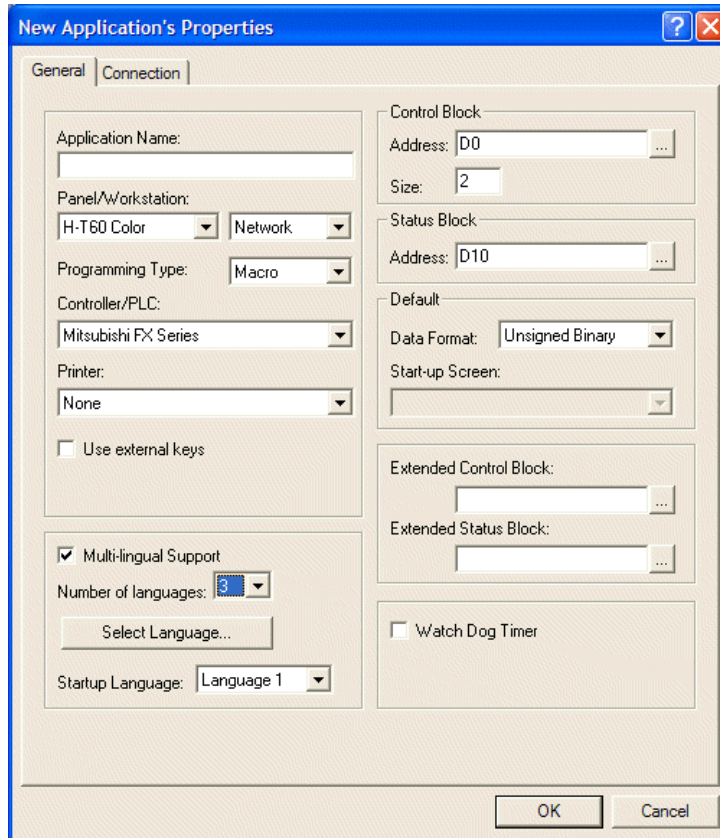 New Application's Properties
General
Connection
Application Name:
Panel/Workstation:
H-T60 Color
Network
Programming Type:
Macro
Controller/PLC:
Mitsubishi FX Series
Printer:
None
Use external keys
Multi-lingual Support
Number of languages: 3
Select Language...
Startup Language: Language 1
Control Block
Address: D0
...
Size: 2
Status Block
Address: D10
...
Default
Data Format: Unsigned Binary
Start-up Screen:
Extended Control Block:
...
Extended Status Block:
...
Watch Dog Timer
OK
Cancel